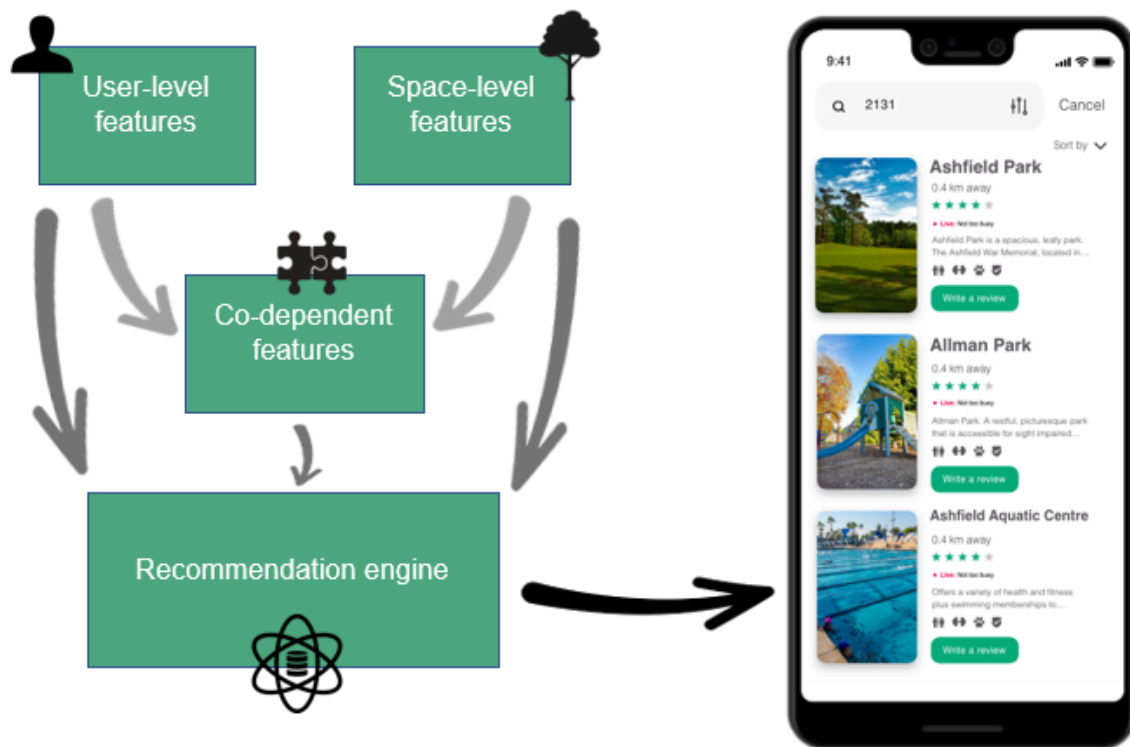 User-level
features
Space-level
features
Co-dependent
features
Recommendation engine
9:41
2131
Cancel
Sort by
Ashfield Park
0.4 km away
Live: Not too busy
Ashfield Park is a spacious, leafy park.
The Ashfield War Memorial, located in...
Write a review
Allman Park
0.4 km away
Live: Not too busy
Allman Park. A restful, picturesque park
that is accessible for sight impaired...
Write a review
Ashfield Aquatic Centre
0.4 km away
Live: Not too busy
Offers a variety of health and fitness
plus swimming memberships to...
Write a review